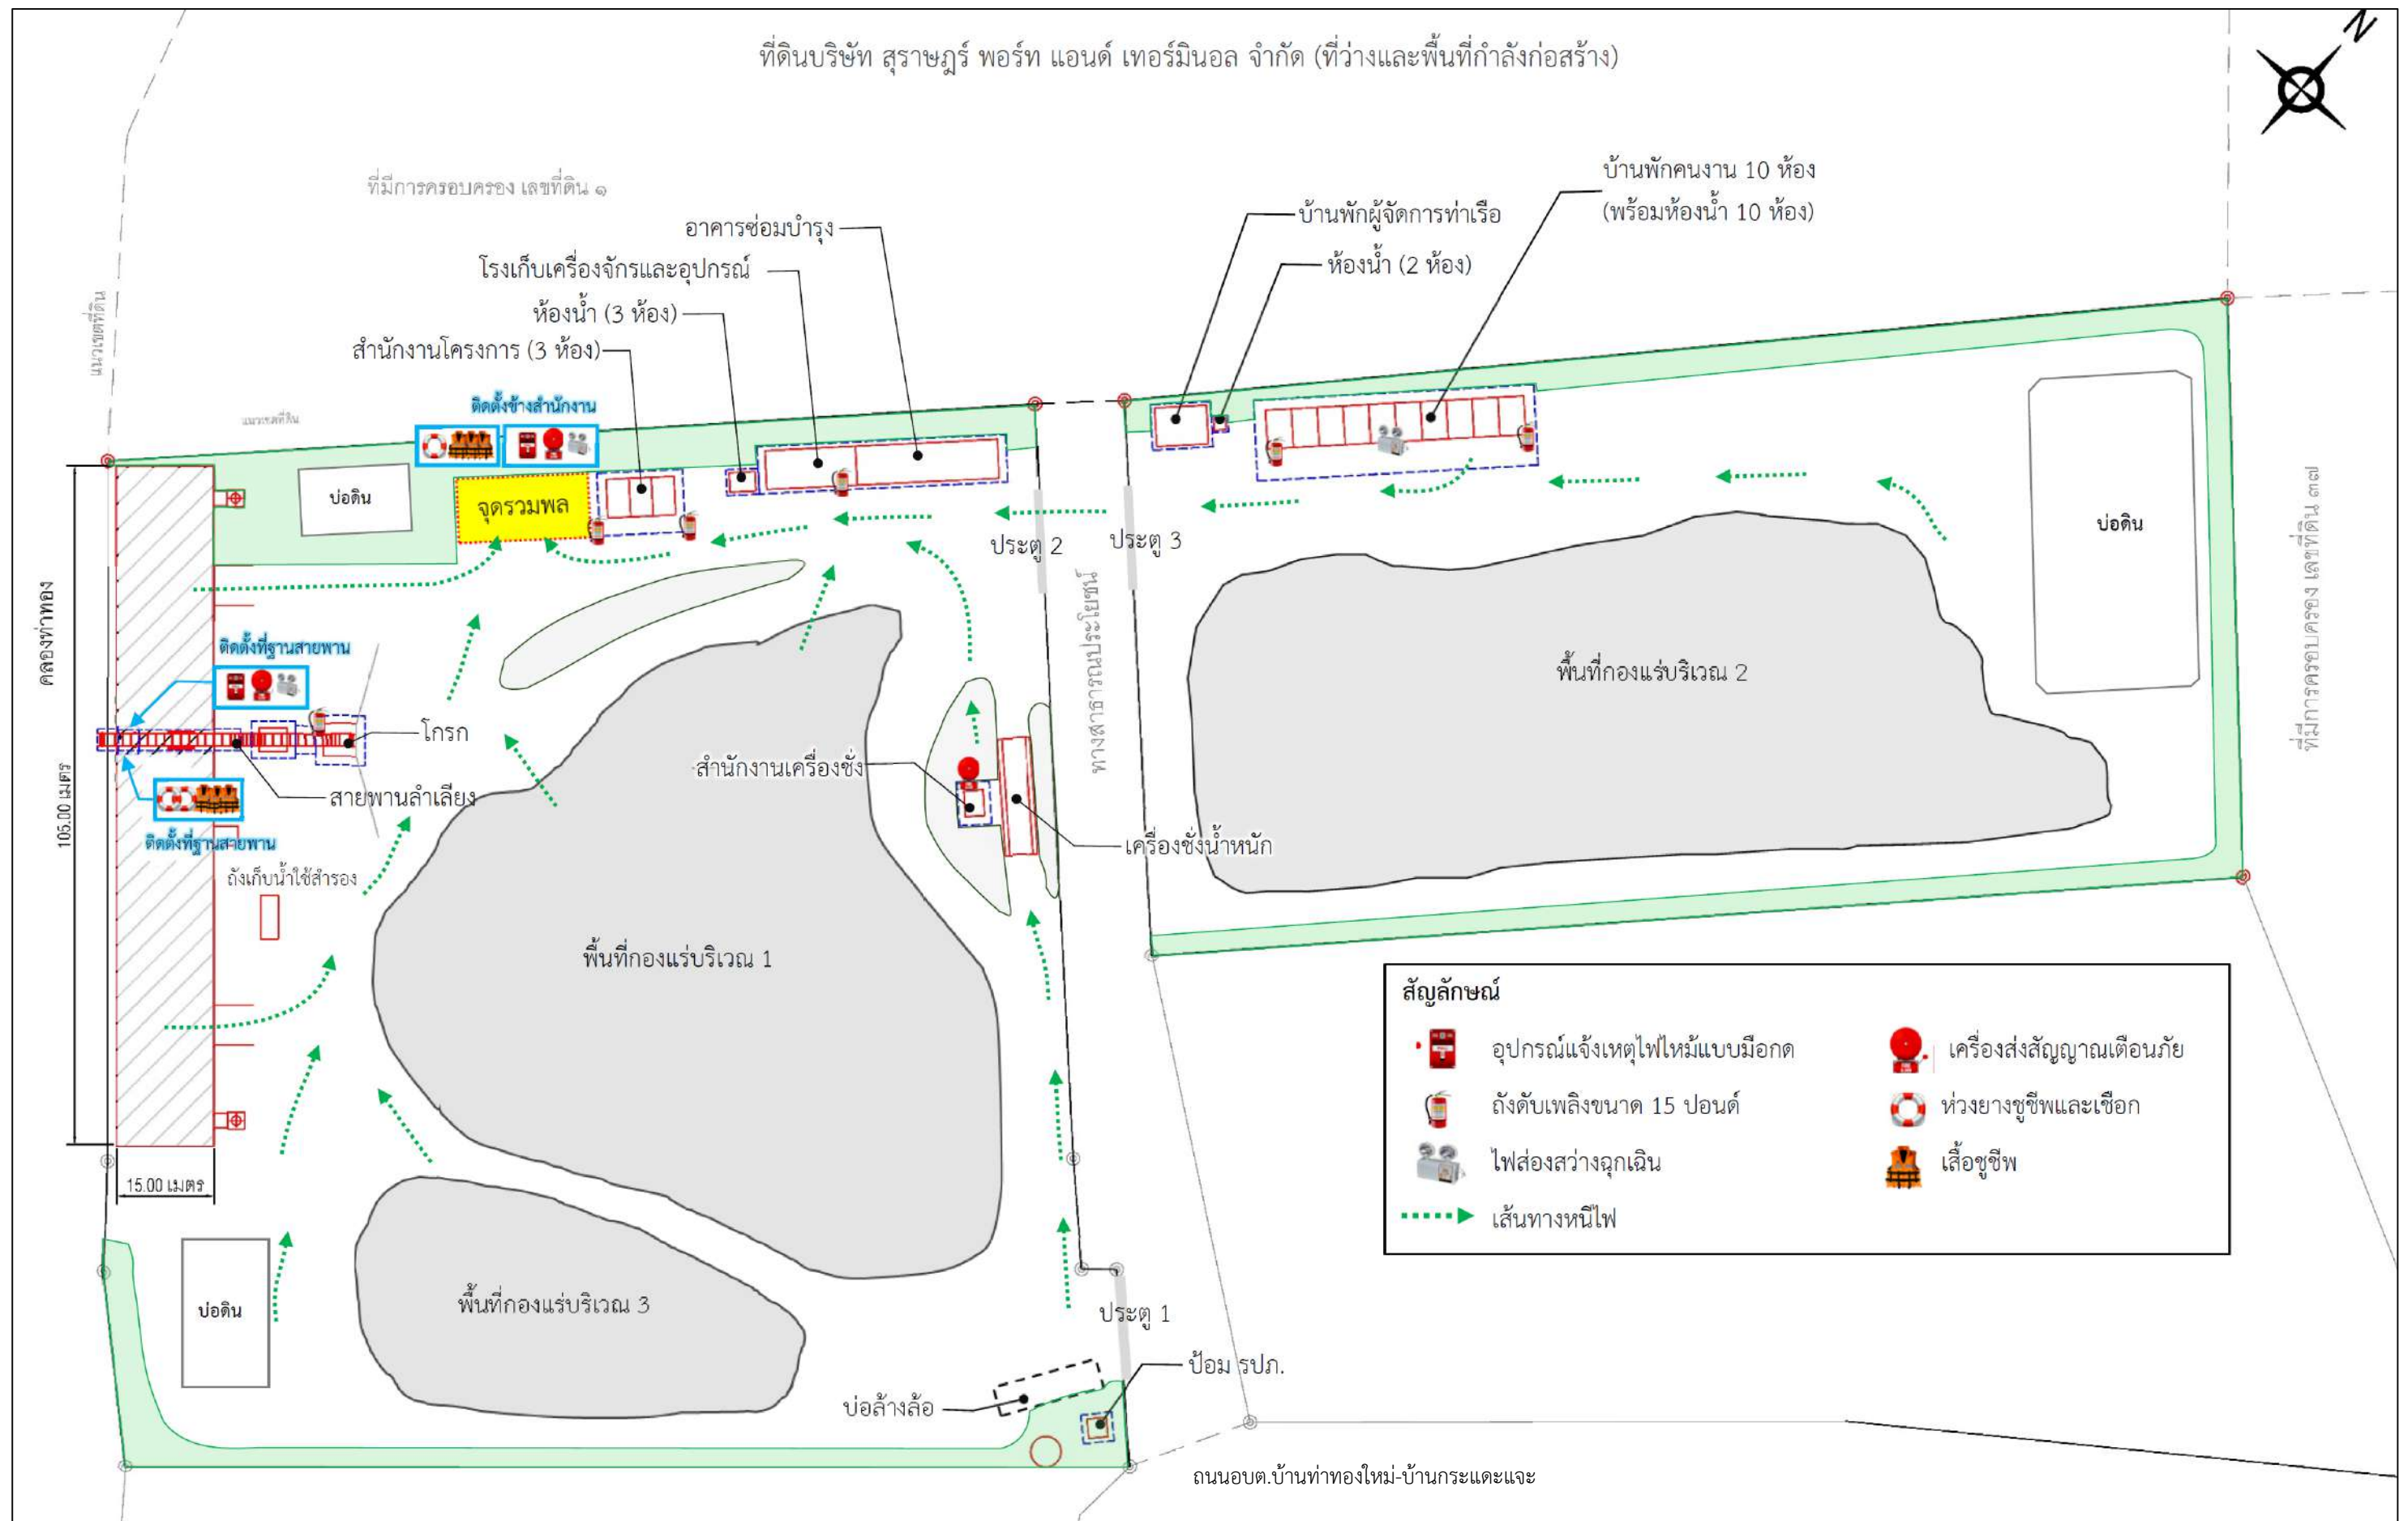 N
ที่ดินบริษัท สุราษฎร์ พอร์ท แอนด์ เทอร์มินอล จำกัด (ที่ว่างและพื้นที่กำลังก่อสร้าง)
ที่มีการครอบครอง เลขที่ดิน ๑
บ้านพักคนงาน 10 ห้อง
(พร้อมห้องน้ำ 10 ห้อง)
บ้านพักผู้จัดการท่าเรือ
ห้องน้ำ (2 ห้อง)
อาคารซ่อมบำรุง
โรงเก็บเครื่องจักรและอุปกรณ์
ห้องน้ำ (3 ห้อง)
สำนักงานโครงการ (3 ห้อง)
แนวเขตที่ดิน
แนวเขตที่ดิน
ติดตั้งข้างสำนักงาน
บ่อดิน
จุดรวมพล
ประตู 2
ประตู 3
บ่อดิน
ที่มีการครอบครอง เลขที่ดิน ๓๗
คลองท่าทอง
ทางสาธารณประโยชน์
ติดตั้งที่ฐานสายพาน
พื้นที่กองแร่บริเวณ 2
โกรก
สำนักงานเครื่องชั่ง
สายพานลำเลียง
105.00 เมตร
ติดตั้งที่ฐานสายพาน
เครื่องชั่งน้ำหนัก
ถังเก็บน้ำใช้สำรอง
พื้นที่กองแร่บริเวณ 1
15.00 เมตร
บ่อดิน
พื้นที่กองแร่บริเวณ 3
ประตู 1
ป้อม รปภ.
บ่อล้างล้อ
ถนนอบต.บ้านท่าทองใหม่-บ้านกระแดะแจะ
สัญลักษณ์
อุปกรณ์แจ้งเหตุไฟไหม้แบบมือกด
เครื่องส่งสัญญาณเตือนภัย
ถังดับเพลิงขนาด 15 ปอนด์
ห่วงยางชูชีพและเชือก
ไฟส่องสว่างฉุกเฉิน
เสื้อชูชีพ
เส้นทางหนีไฟ